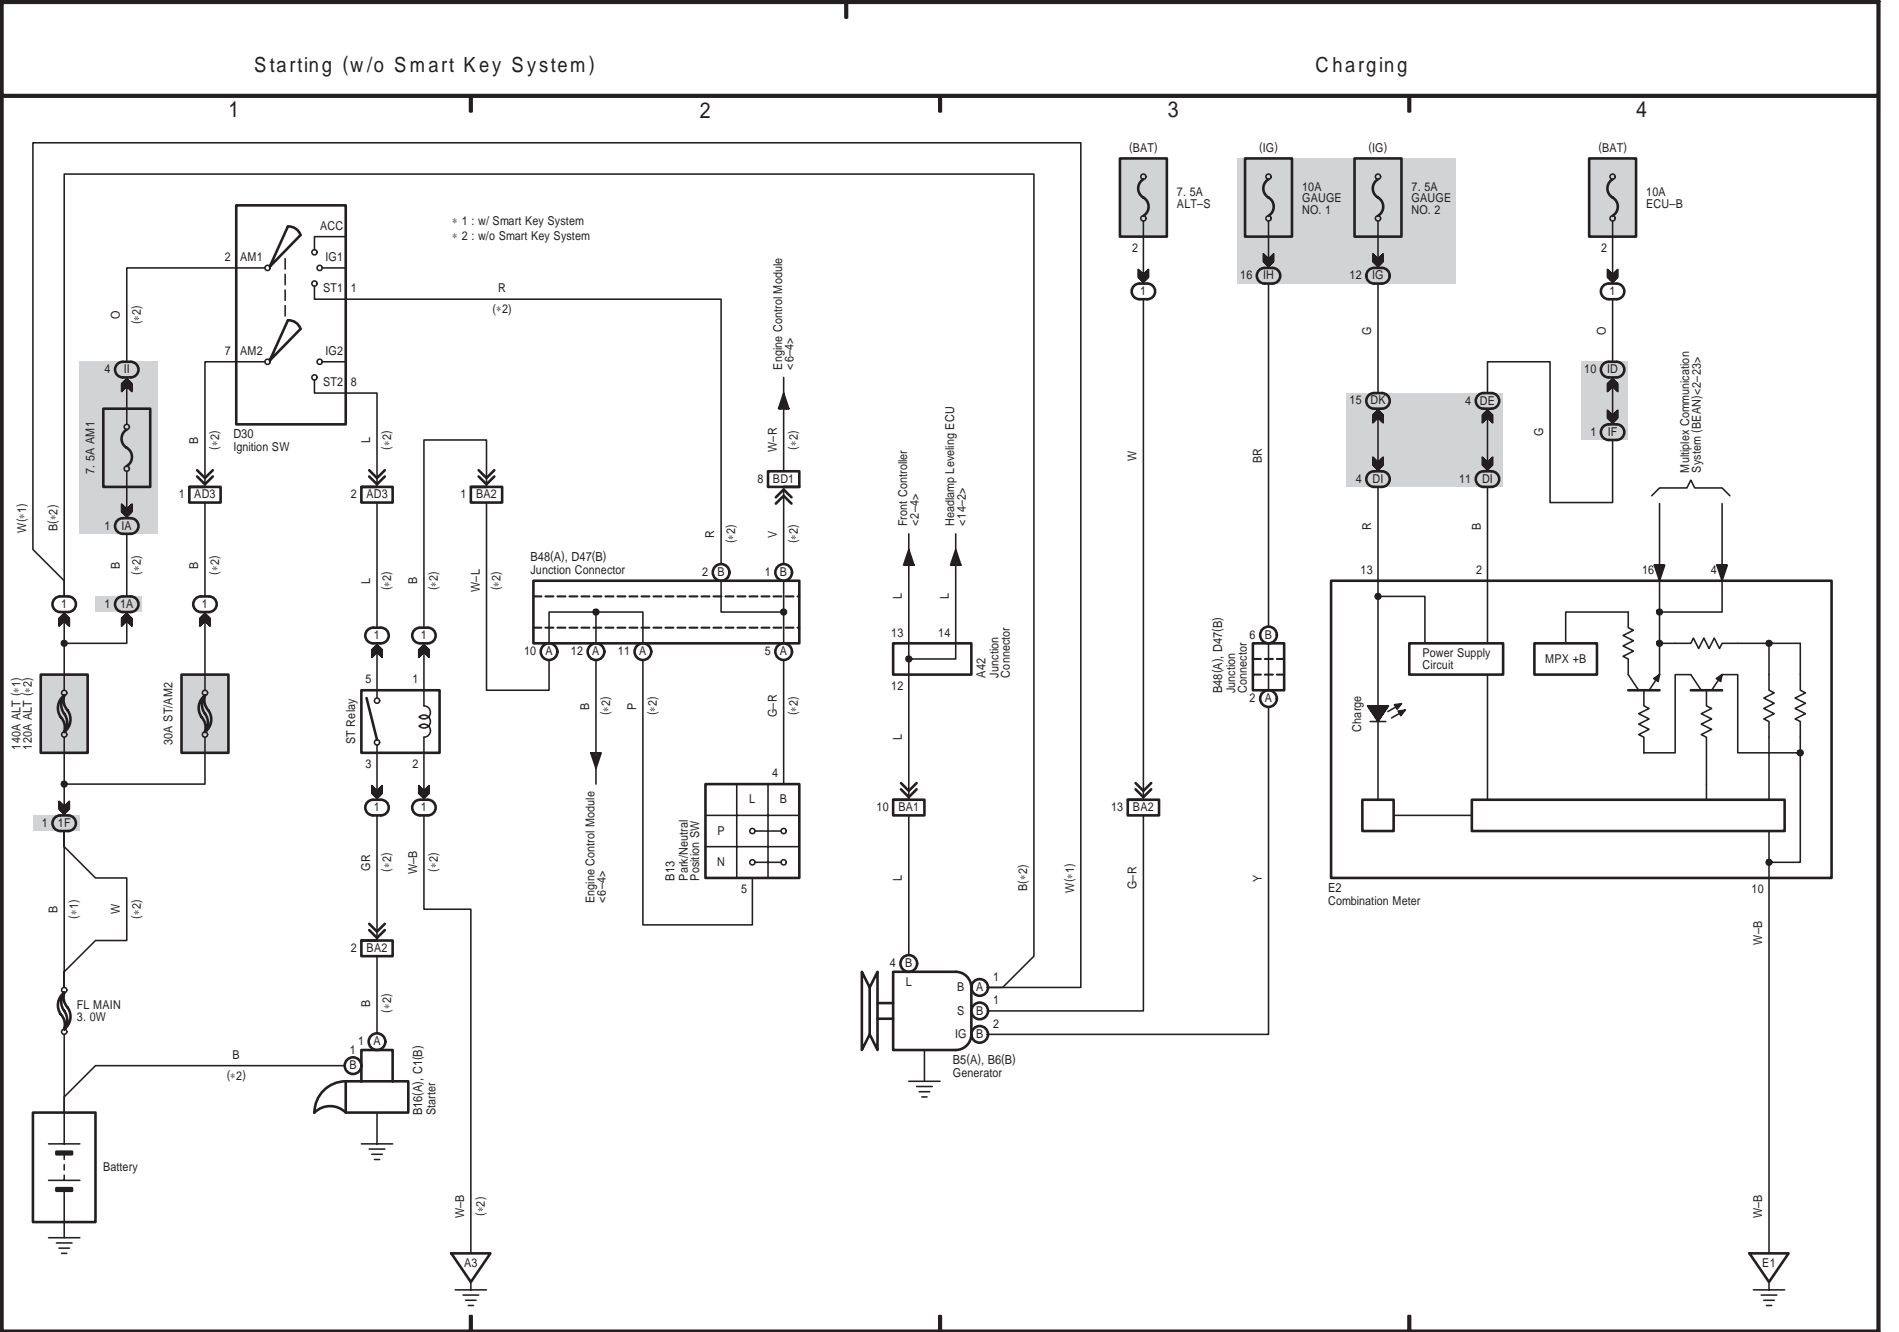 Starting (w/o Smart Key System)
Charging
1
2
3
4
∗ 1 : w/ Smart Key System
∗ 2 : w/o Smart Key System
W(∗1)
B(∗2)
O
(∗2)
4
II
7. 5A AM1
1
IA
B
(∗2)
1
1A
1
140A ALT (∗1)
120A ALT (∗2)
1
1F
B
(∗1)
W
(∗2)
FL MAIN
3. 0W
B
(∗2)
Battery
2
AM1
ACC
IG1
ST1
1
7
AM2
IG2
ST2
8
D30
Ignition SW
B
(∗2)
1
AD3
B
(∗2)
1
30A ST/AM2
L
(∗2)
2
AD3
L
(∗2)
1
B
(∗2)
1
5
1
ST Relay
3
2
1
1
GR
(∗2)
W–B
(∗2)
2
BA2
B
(∗2)
1
A
1
B
B16(A), C1(B)
Starter
W–B
(∗2)
A3
1
BA2
W–L
(∗2)
R
(∗2)
R
(∗2)
Engine Control Module
<6–4>
W–R
(∗2)
8
BD1
V
(∗2)
B48(A), D47(B)
Junction Connector
2
B
1
B
10
A
12
A
11
A
5
A
B
(∗2)
P
(∗2)
G–R
(∗2)
Engine Control Module
<6–4>
4
L
B
P
N
5
B13
Park/Neutral
Position SW
Front Controller
<2–4>
Headlamp Leveling ECU
<14–2>
L
L
13
14
A42
Junction
Connector
12
L
10
BA1
L
4
B
L
B
A
1
S
B
1
IG
B
2
B5(A), B6(B)
Generator
B(∗2)
W(∗1)
(BAT)
7. 5A
ALT–S
2
1
W
13
BA2
G–R
(IG)
10A
GAUGE
NO. 1
16
IH
BR
6
B
B48(A), D47(B)
Junction
Connector
2
A
Y
(IG)
7. 5A
GAUGE
NO. 2
12
IG
G
15
DK
4
DI
R
13
4
DE
11
DI
B
2
G
(BAT)
10A
ECU–B
2
1
O
10
ID
1
IF
Multiplex Communication
System (BEAN)<2–23>
16
4
Power Supply
Circuit
MPX +B
Charge
E2
Combination Meter
10
W–B
W–B
E1